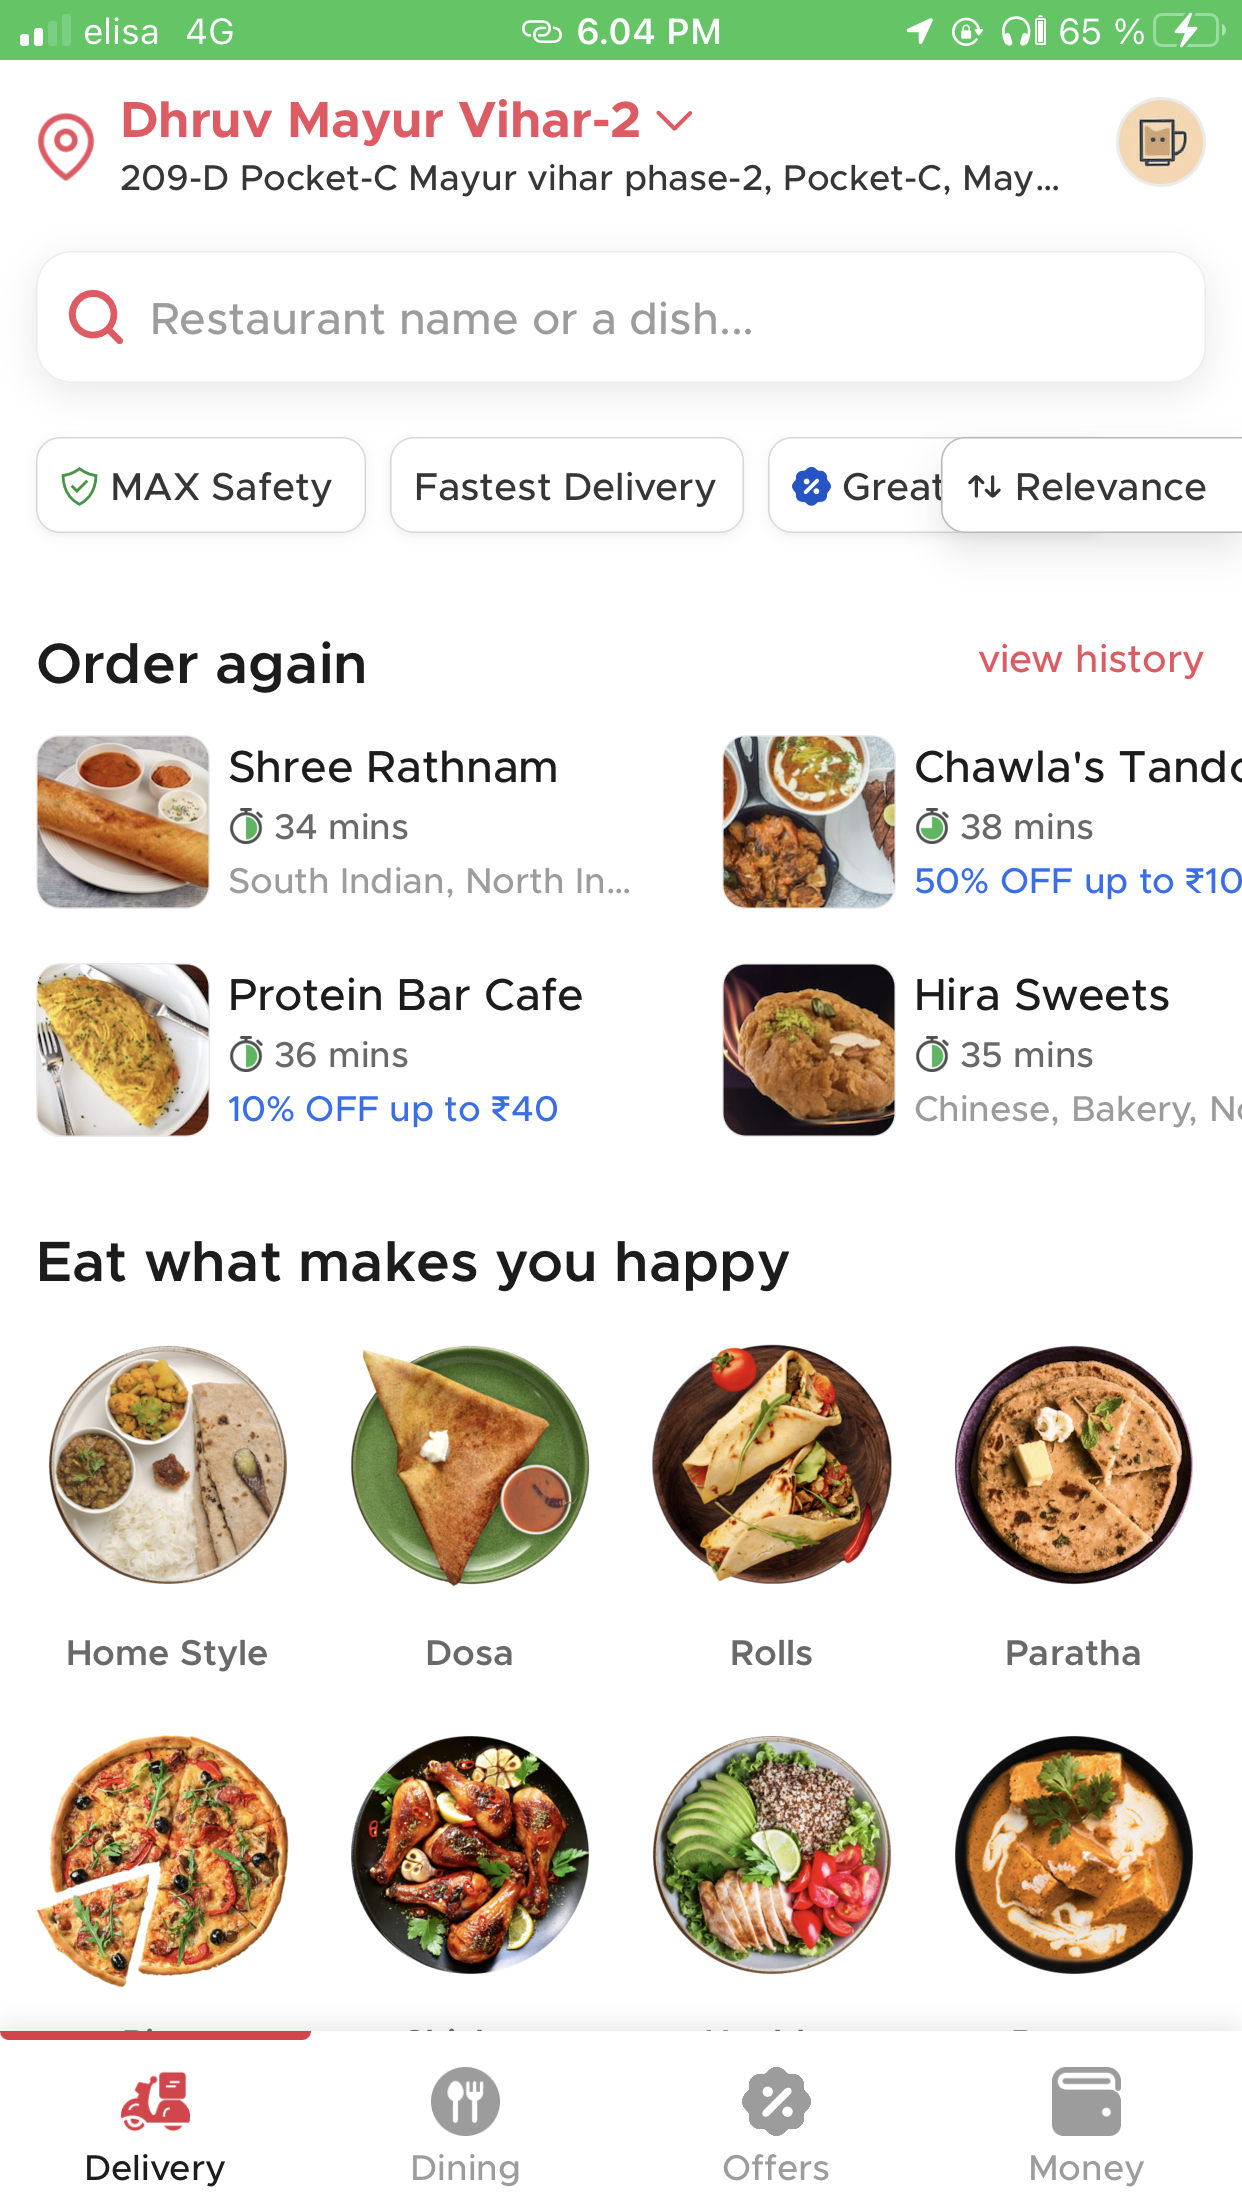 elisa 4G 6.04 PM 65 %
Dhruv Mayur Vihar-2
209-D Pocket-C Mayur vihar phase-2, Pocket-C, May...
Restaurant name or a dish...
MAX Safety Fastest Delivery Great Relevance
Order again view history
Shree Rathnam
34 mins
South Indian, North In...
Chawla's Tando
38 mins
50% OFF up to ₹10
Protein Bar Cafe
36 mins
10% OFF up to ₹40
Hira Sweets
35 mins
Chinese, Bakery, No
Eat what makes you happy
Home Style Dosa Rolls Paratha
Delivery Dining Offers Money